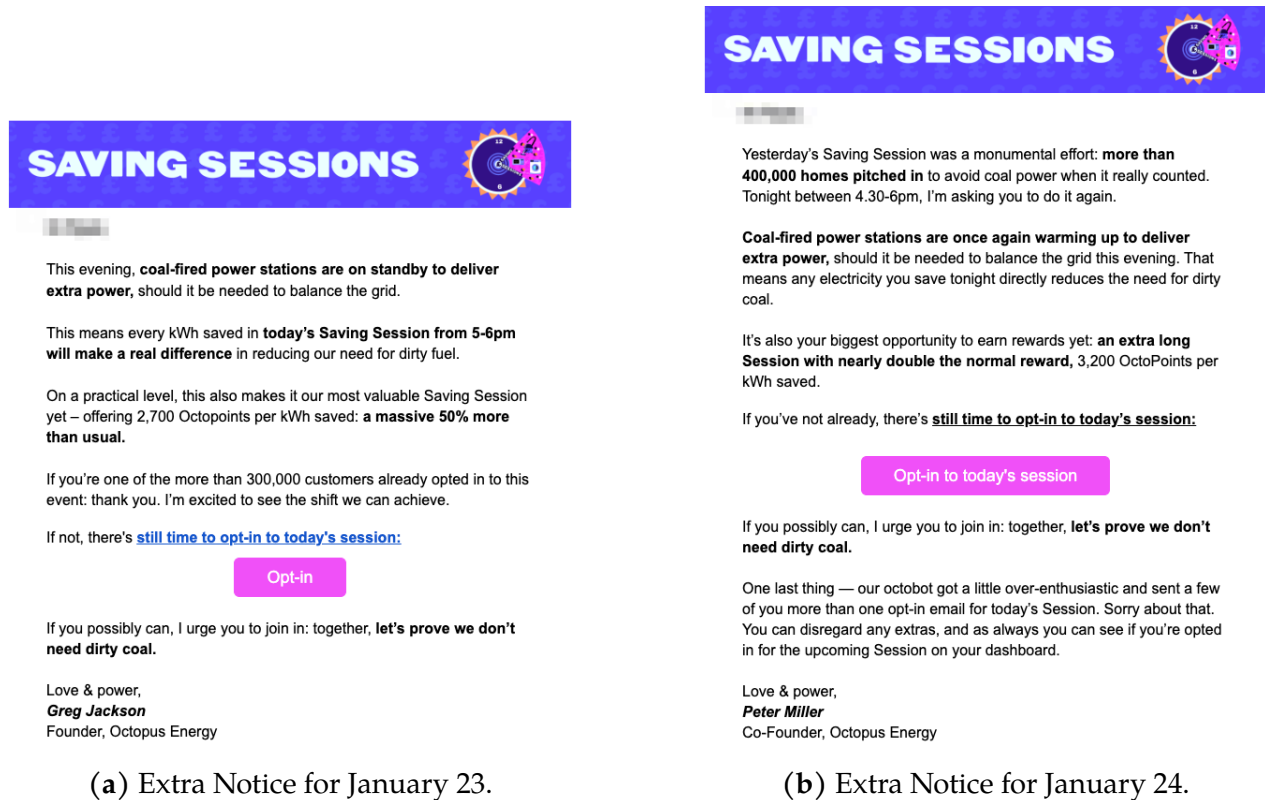 SAVING SESSIONS
12
6
This evening, coal-fired power stations are on standby to deliver
extra power, should it be needed to balance the grid.
This means every kWh saved in today's Saving Session from 5-6pm
will make a real difference in reducing our need for dirty fuel.
On a practical level, this also makes it our most valuable Saving Session
yet – offering 2,700 Octopoints per kWh saved: a massive 50% more
than usual.
If you're one of the more than 300,000 customers already opted in to this
event: thank you. I'm excited to see the shift we can achieve.
If not, there's still time to opt-in to today's session:
Opt-in
If you possibly can, I urge you to join in: together, let's prove we don't
need dirty coal.
Love & power,
Greg Jackson
Founder, Octopus Energy
(a) Extra Notice for January 23.
SAVING SESSIONS
12
6
Yesterday's Saving Session was a monumental effort: more than
400,000 homes pitched in to avoid coal power when it really counted.
Tonight between 4.30-6pm, I'm asking you to do it again.
Coal-fired power stations are once again warming up to deliver
extra power, should it be needed to balance the grid this evening. That
means any electricity you save tonight directly reduces the need for dirty
coal.
It's also your biggest opportunity to earn rewards yet: an extra long
Session with nearly double the normal reward, 3,200 OctoPoints per
kWh saved.
If you've not already, there's still time to opt-in to today's session:
Opt-in to today's session
If you possibly can, I urge you to join in: together, let's prove we don't
need dirty coal.
One last thing — our octobot got a little over-enthusiastic and sent a few
of you more than one opt-in email for today's Session. Sorry about that.
You can disregard any extras, and as always you can see if you're opted
in for the upcoming Session on your dashboard.
Love & power,
Peter Miller
Co-Founder, Octopus Energy
(b) Extra Notice for January 24.